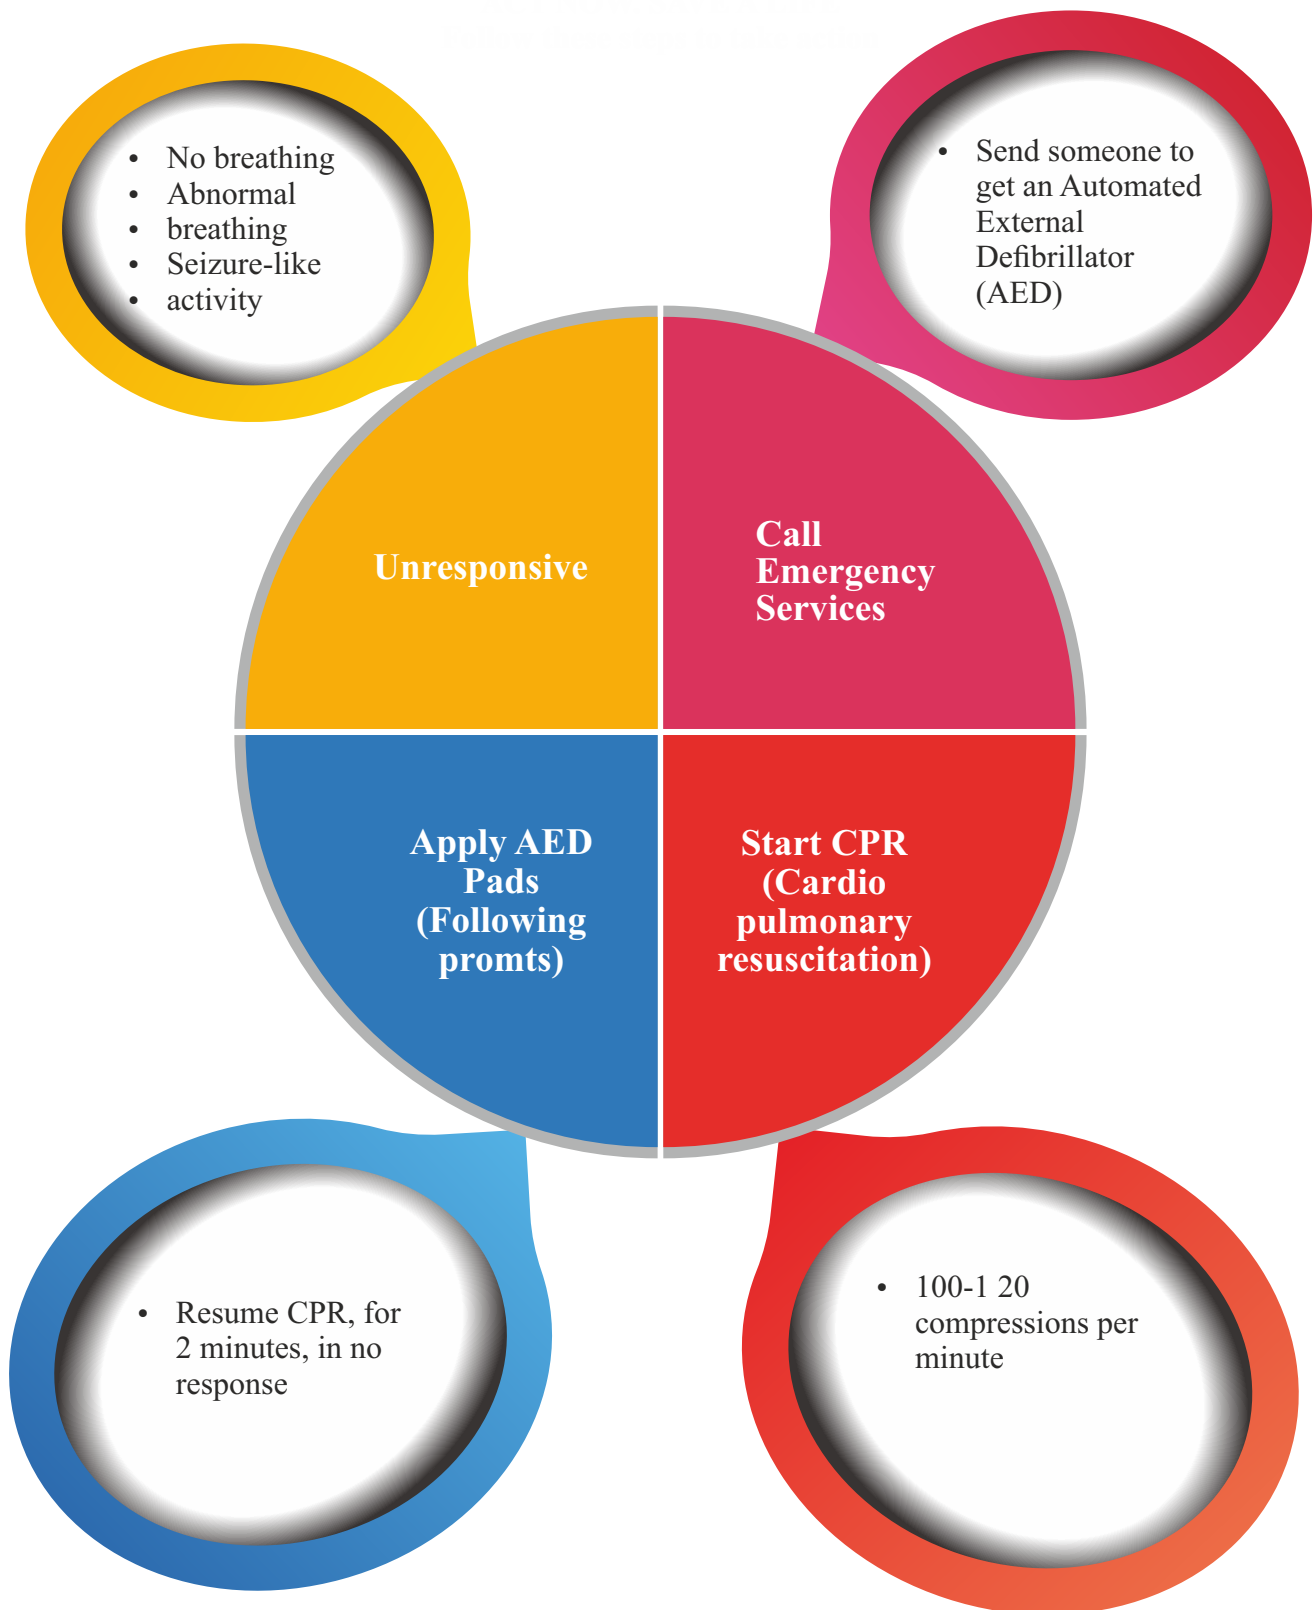 • No breathing
• Abnormal
• breathing
• Seizure-like
• activity
• Send someone to
get an Automated
External
Defibrillator
(AED)
Unresponsive
Call
Emergency
Services
Apply AED
Pads
(Following
promts)
Start CPR
(Cardio
pulmonary
resuscitation)
• Resume CPR, for
2 minutes, in no
response
• 100-1 20
compressions per
minute